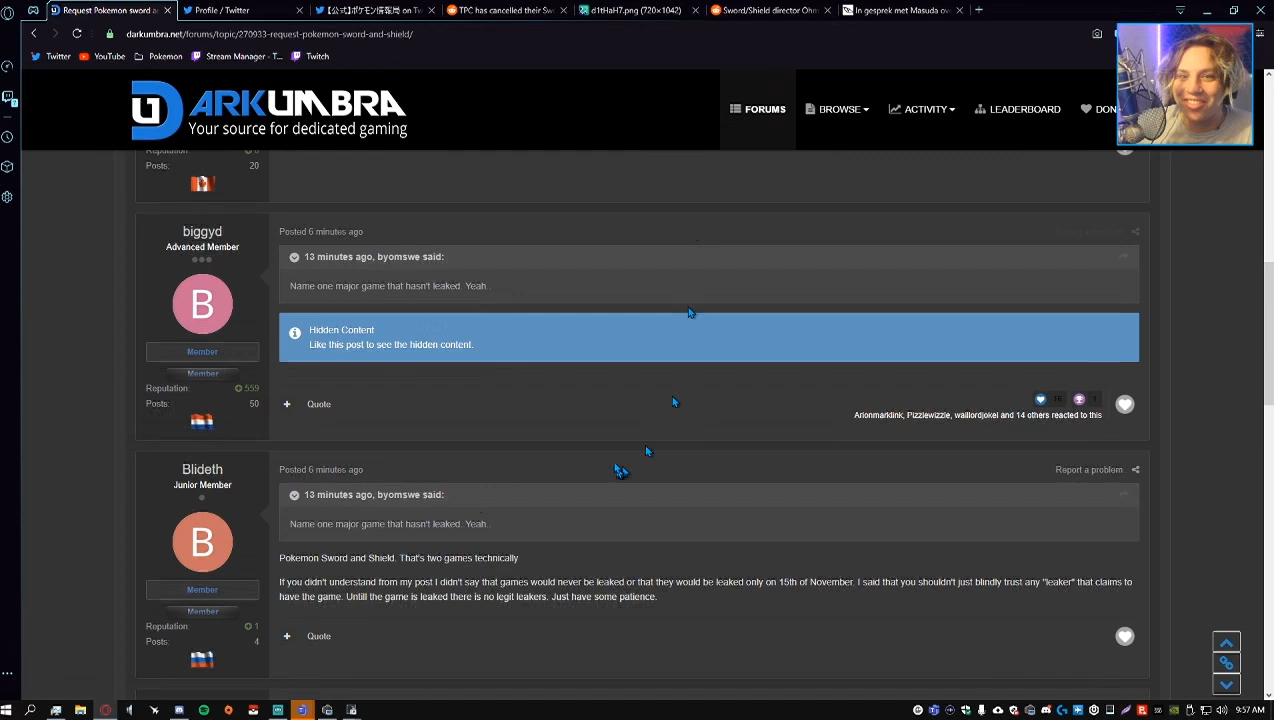 Request Pokemon sword a
Profile / Twitter
【公式】ポケモン情報局 on Tw
TPC has cancelled their Sw
d1tHaH7.png (720×1042)
Sword/Shield director Ohm
In gesprek met Masuda ov
darkumbra.net/forums/topic/270933-request-pokemon-sword-and-shield/
Twitter
YouTube
Pokemon
Stream Manager - T...
Twitch
DARKUMBRA
Your source for dedicated gaming
FORUMS
BROWSE
ACTIVITY
LEADERBOARD
DON
Reputation
Posts: 20
biggyd
Advanced Member
B
Member
Member
Reputation: 559
Posts: 50
Posted 6 minutes ago
13 minutes ago, byomswe said:
Name one major game that hasn't leaked. Yeah..
Hidden Content
Like this post to see the hidden content.
+ Quote
16
1
Arionmarklink, Pizzlewizzle, waillordjokei and 14 others reacted to this
Blideth
Junior Member
B
Member
Member
Reputation: 1
Posts: 4
Posted 6 minutes ago
Report a problem
13 minutes ago, byomswe said:
Name one major game that hasn't leaked. Yeah..
Pokemon Sword and Shield. That's two games technically
If you didn't understand from my post I didn't say that games would never be leaked or that they would be leaked only on 15th of November. I said that you shouldn't just blindly trust any "leaker" that claims to
have the game. Untill the game is leaked there is no legit leakers. Just have some patience.
+ Quote
9:57 AM